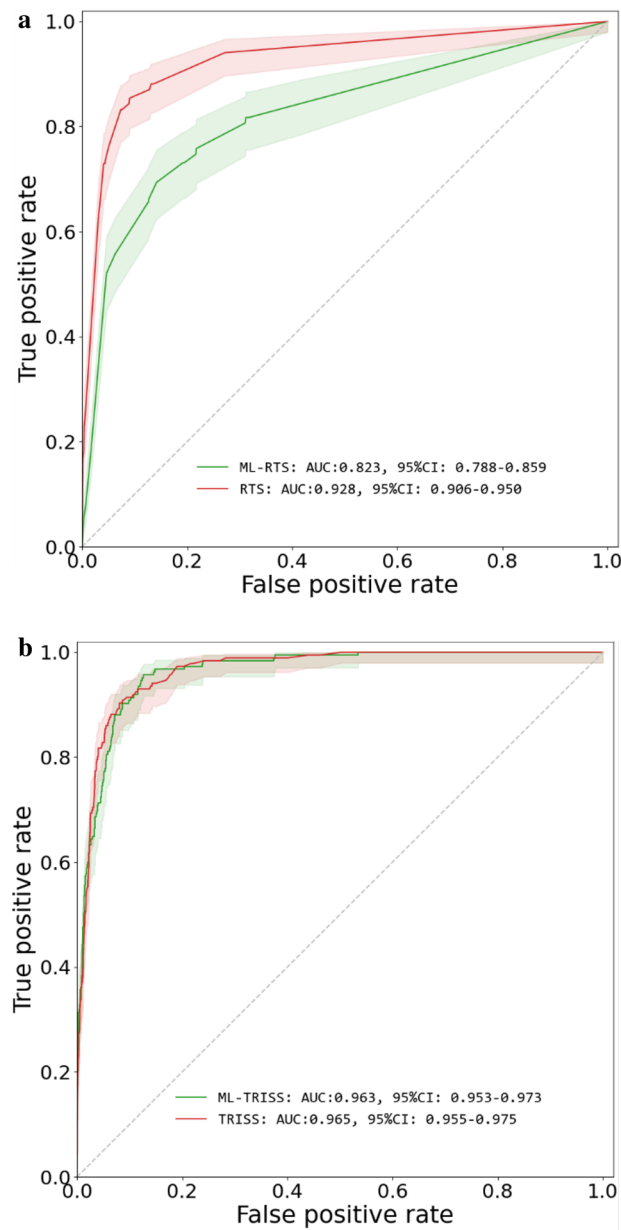 a
1.0
0.8
0.6
0.4
0.2
0.0
True positive rate
ML-RTS: AUC:0.823, 95%CI: 0.788-0.859
RTS: AUC:0.928, 95%CI: 0.906-0.950
0.0 0.2 0.4 0.6 0.8 1.0
False positive rate
b
1.0
0.8
0.6
0.4
0.2
0.0
True positive rate
ML-TRISS: AUC:0.963, 95%CI: 0.953-0.973
TRISS: AUC:0.965, 95%CI: 0.955-0.975
0.0 0.2 0.4 0.6 0.8 1.0
False positive rate